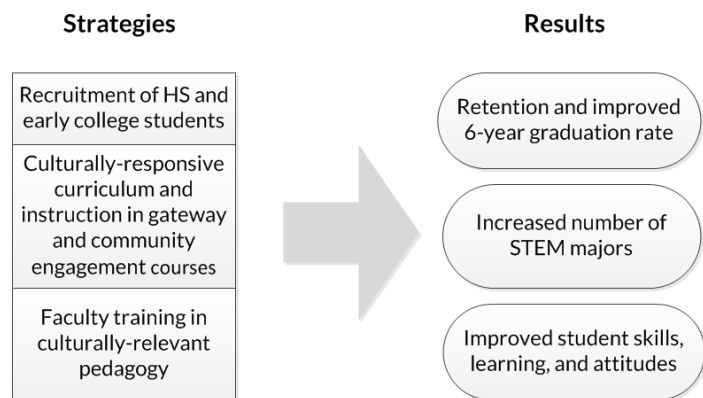 Strategies
Recruitment of HS and
early college students
Culturally-responsive
curriculum and
instruction in gateway
and community
engagement courses
Faculty training in
culturally-relevant
pedagogy
Results
Retention and improved
6-year graduation rate
Increased number of
STEM majors
Improved student skills,
learning, and attitudes